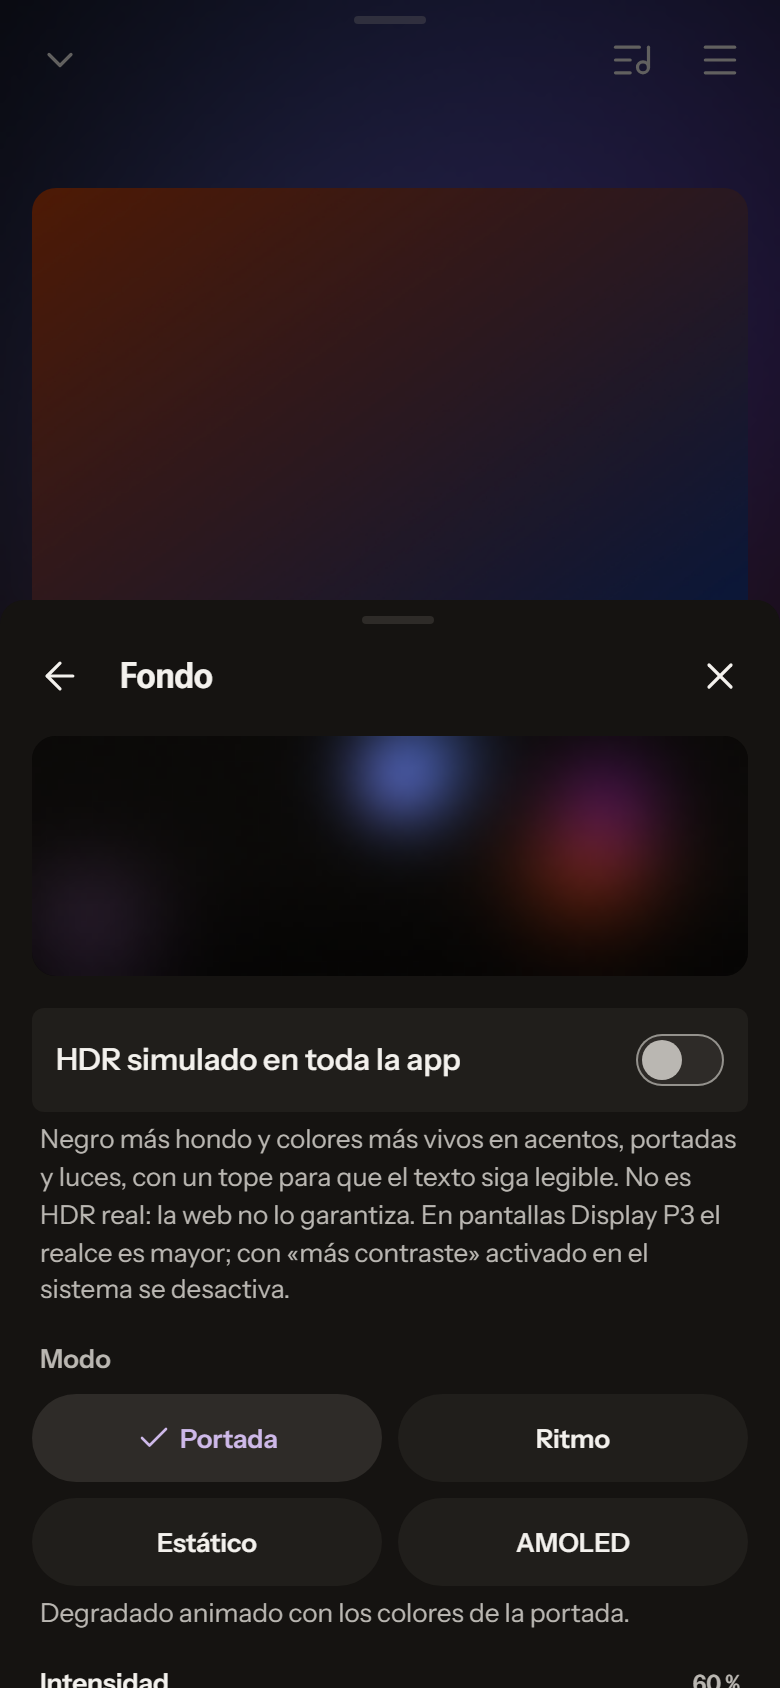 Fondo
HDR simulado en toda la app
Negro más hondo y colores más vivos en acentos, portadas
y luces, con un tope para que el texto siga legible. No es
HDR real: la web no lo garantiza. En pantallas Display P3 el
realce es mayor; con «más contraste» activado en el
sistema se desactiva.
Modo
Portada
Ritmo
Estático
AMOLED
Degradado animado con los colores de la portada.
Intensidad
60 %